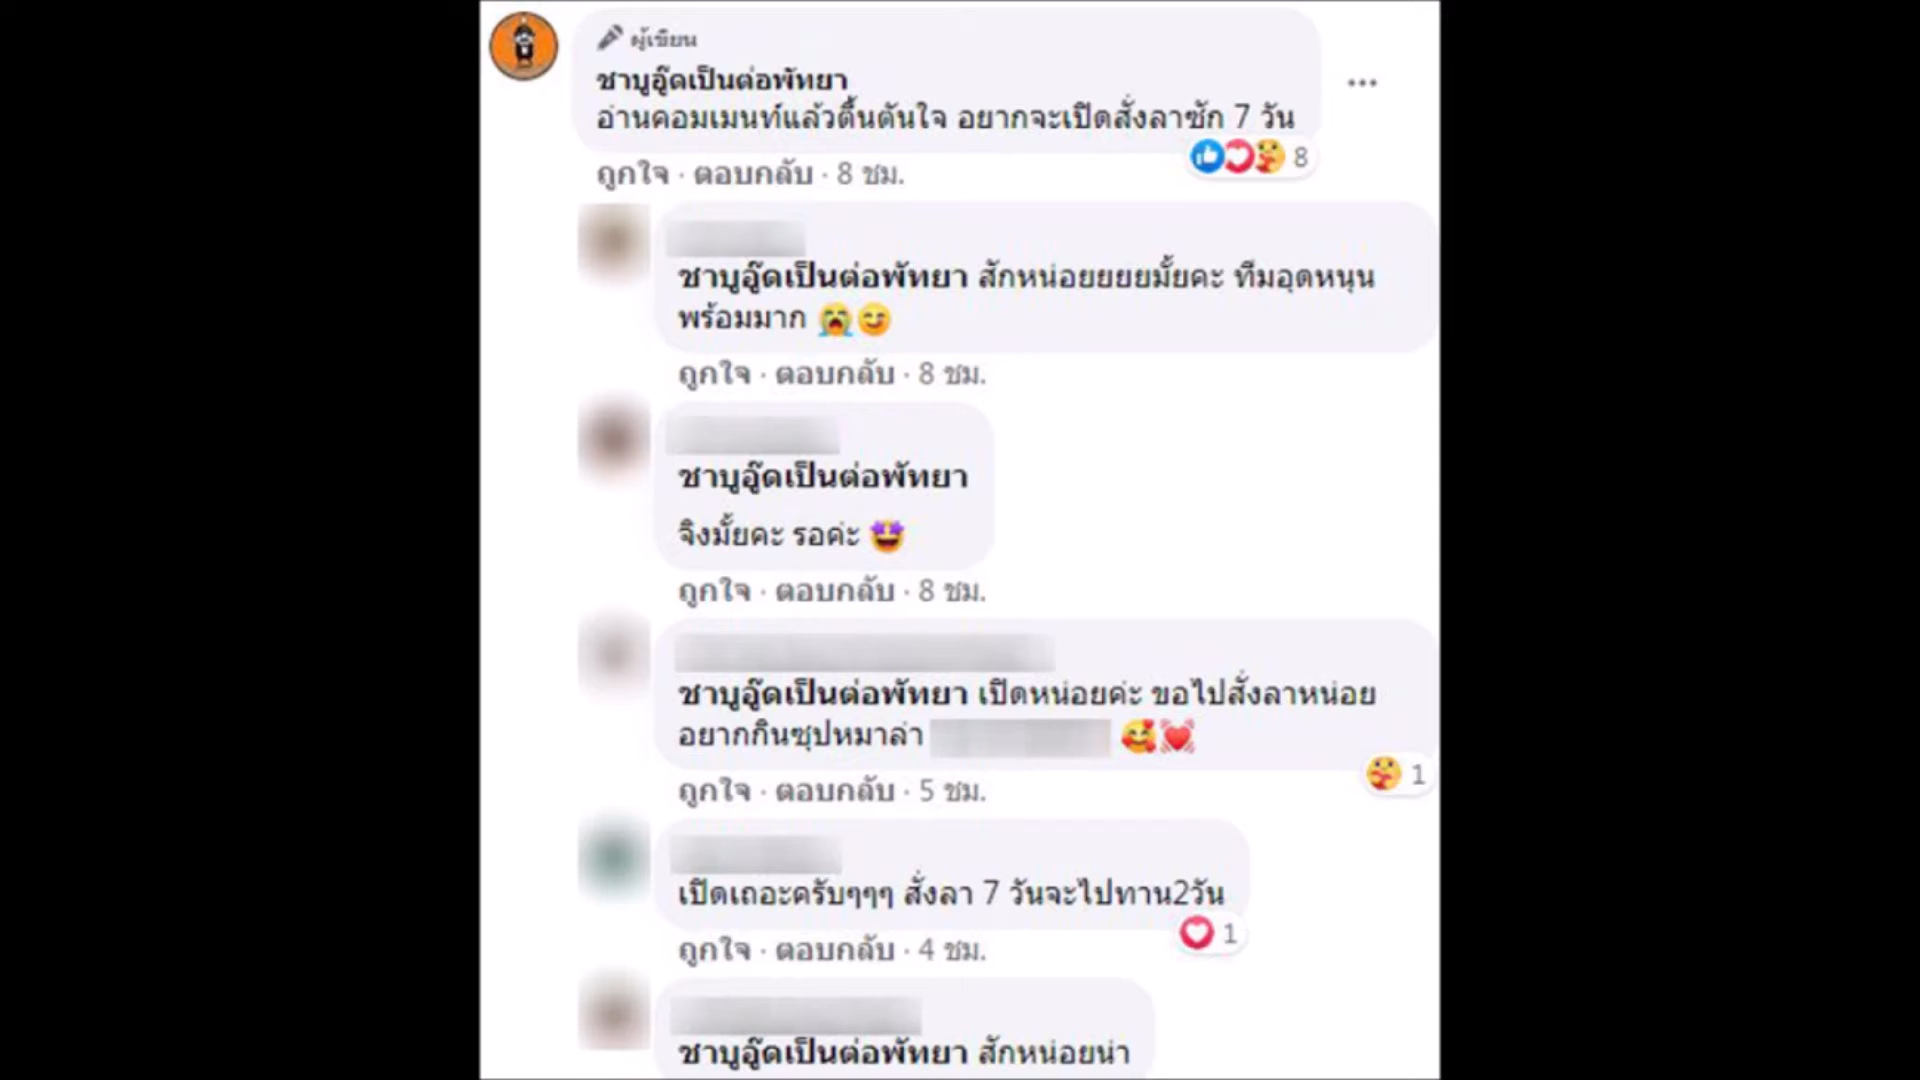 ผู้เขียน
ชาบูอู๊ดเป็นต่อพัทยา
อ่านคอมเมนท์แล้วตื้นตันใจ อยากจะเปิดสั่งลาซัก 7 วัน
8
ถูกใจ · ตอบกลับ · 8 ชม.
ชาบูอู๊ดเป็นต่อพัทยา สักหน่อยยยยมั้ยคะ ทีมอุดหนุน
พร้อมมาก
ถูกใจ · ตอบกลับ · 8 ชม.
ชาบูอู๊ดเป็นต่อพัทยา
จิงมั้ยคะ รอค่ะ
ถูกใจ · ตอบกลับ · 8 ชม.
ชาบูอู๊ดเป็นต่อพัทยา เปิดหน่อยค่ะ ขอไปสั่งลาหน่อย
อยากกินซุปหมาล่า
1
ถูกใจ · ตอบกลับ · 5 ชม.
เปิดเถอะครับๆๆๆ สั่งลา 7 วันจะไปทาน2วัน
1
ถูกใจ · ตอบกลับ · 4 ชม.
ชาบูอู๊ดเป็นต่อพัทยา สักหน่อยน่า